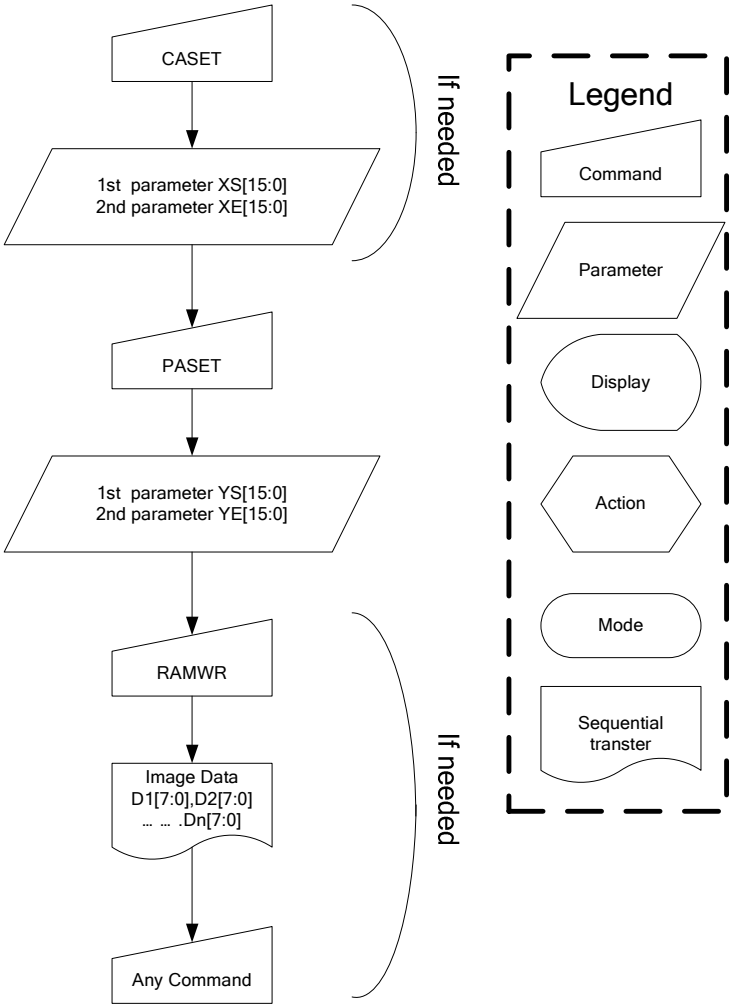 CASET
1st parameter XS[15:0]
2nd parameter XE[15:0]
If needed
PASET
1st parameter YS[15:0]
2nd parameter YE[15:0]
RAMWR
Image Data
D1[7:0],D2[7:0]
... ... .Dn[7:0]
Any Command
If needed
Legend
Command
Parameter
Display
Action
Mode
Sequential
transter